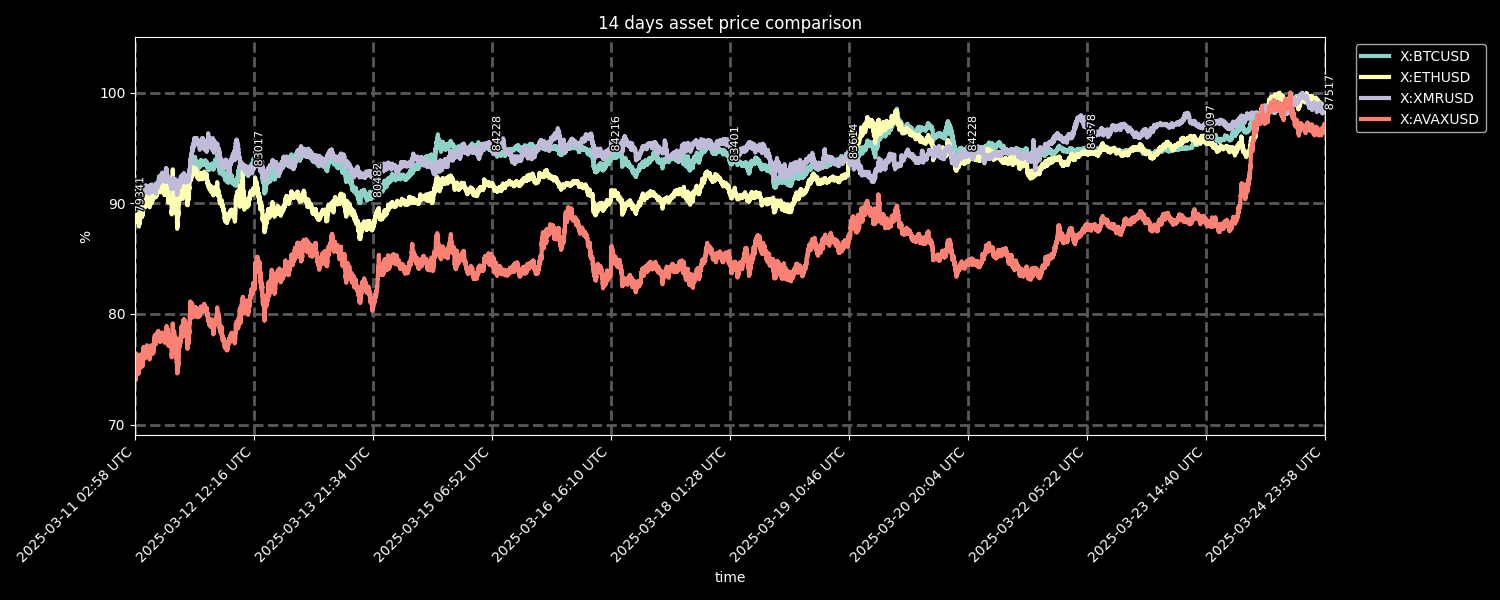 14 days asset price comparison
X:BTCUSD
X:ETHUSD
X:XMRUSD
X:AVAXUSD
%
100
90
80
70
79341
83017
80482
84228
84216
83401
83614
84228
84378
85097
87517
2025-03-11 02:58 UTC
2025-03-12 12:16 UTC
2025-03-13 21:34 UTC
2025-03-15 06:52 UTC
2025-03-16 16:10 UTC
2025-03-18 01:28 UTC
2025-03-19 10:46 UTC
2025-03-20 20:04 UTC
2025-03-22 05:22 UTC
2025-03-23 14:40 UTC
2025-03-24 23:58 UTC
time